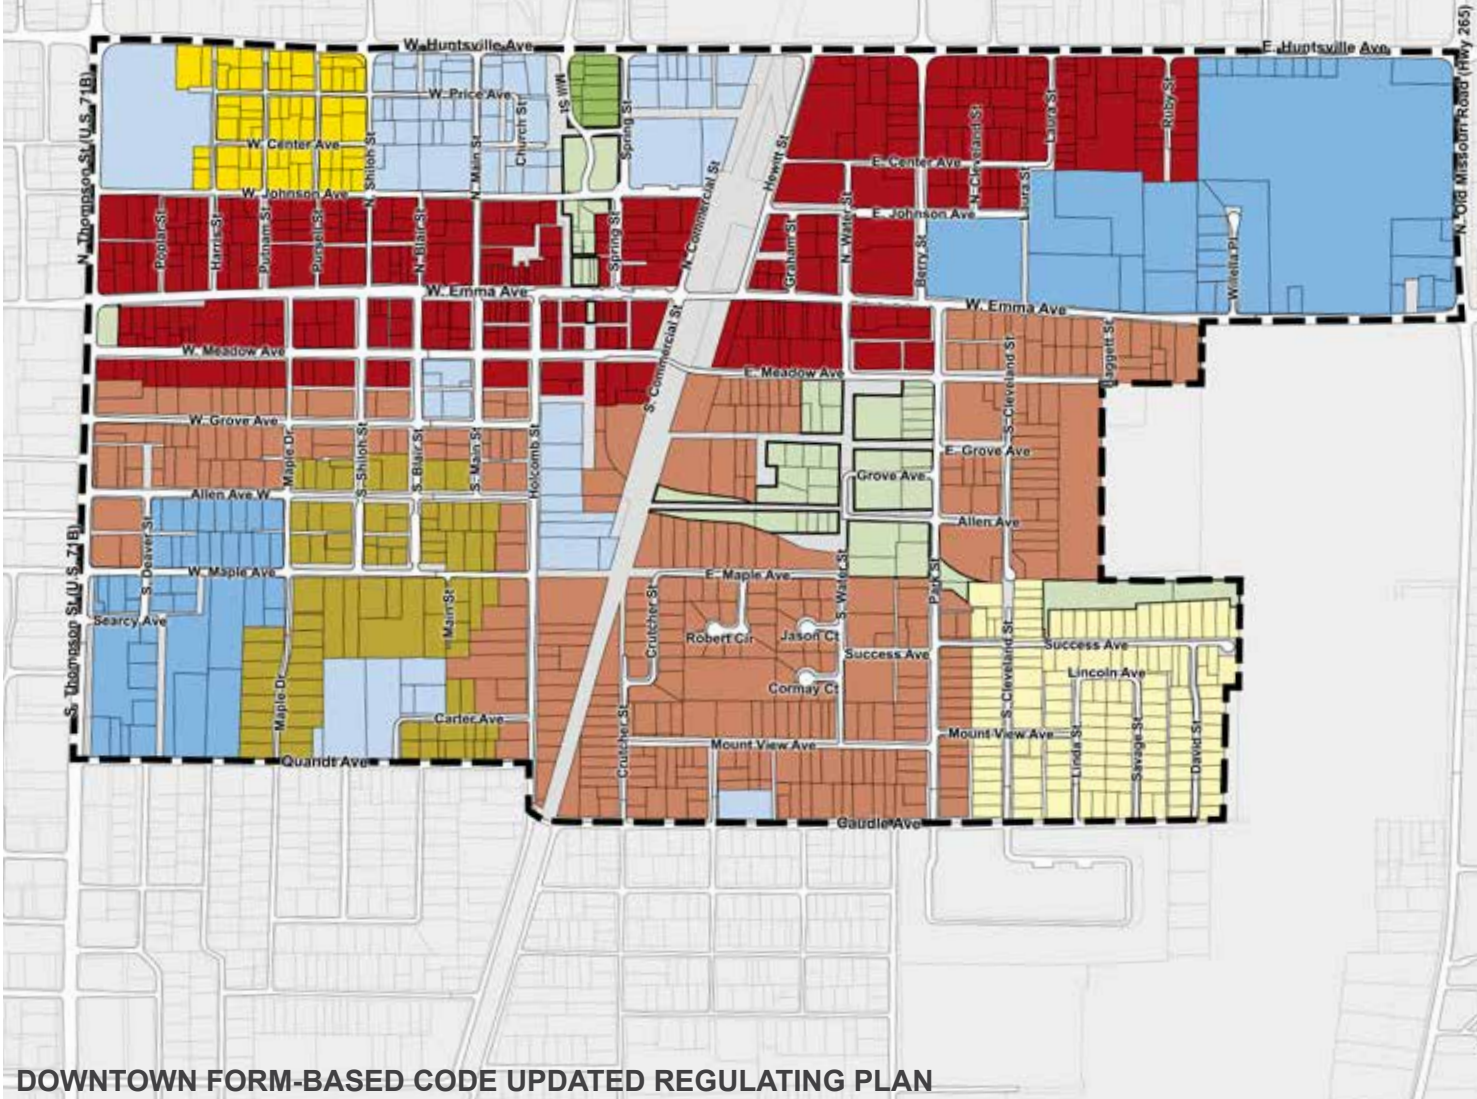 W. Huntsville Ave
E. Huntsville Ave
N. Thompson St (U.S. 71B)
N. Old Missouri Road (Hwy 265)
Mill St
W. Price Ave
Church St
Spring St
N. Shiloh St
N. Main St
W. Center Ave
W. Johnson Ave
Hewitt St
N. Commercial St
E. Center Ave
N. Cleveland St
Laura St
Ruby St
E. Johnson Ave
Laura St
Poplar St
Harris St
Putnam St
Pursell St
N. Blair St
Spring St
N. Commercial St
Graham St
N. Water St
Berry St
Willella Pl
W. Emma Ave
W. Emma Ave
W. Meadow Ave
S. Commercial St
E. Meadow Ave
S. Cleveland St
Laggett St
W. Grove Ave
Maple Dr
S. Shiloh St
S. Blair St
S. Main St
Holcomb St
E. Grove Ave
Grove Ave
Allen Ave W
Allen Ave
S. Deaver St
S. Thompson St (U.S. 71B)
W. Maple Ave
E. Maple Ave
S. Water St
Park St
Searcy Ave
Main St
Crutcher St
Robert Cir
Jason Ct
Success Ave
Success Ave
S. Cleveland St
Lincoln Ave
Cormay Ct
Maple Dr
Carter Ave
Crutcher St
Mount View Ave
Mount View Ave
Linda St
Savage St
David St
Quandt Ave
Caudle Ave
DOWNTOWN FORM-BASED CODE UPDATED REGULATING PLAN